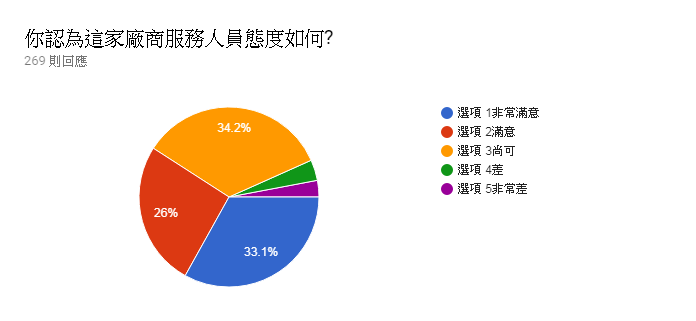 你認為這家廠商服務人員態度如何?
269 則回應
34.2%
26%
33.1%
選項 1非常滿意
選項 2滿意
選項 3尚可
選項 4差
選項 5非常差